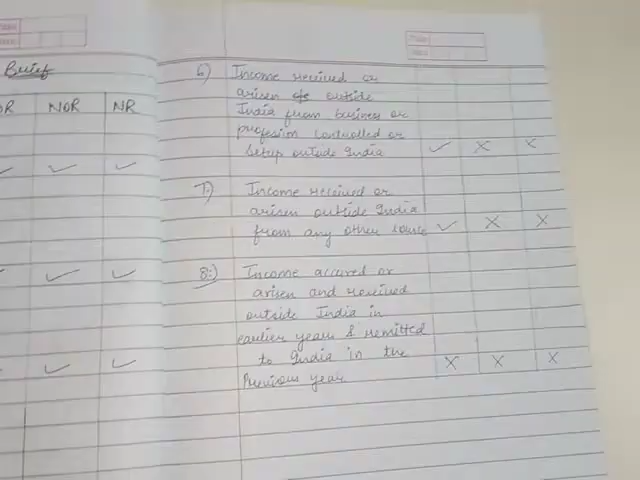 Brief
OR NOR NR
✓ ✓ ✓
✓ ✓ ✓
✓ ✓ ✓
6) Income received or
arisen outside
India from business or
profession controlled or
setup outside India ✓ X X
7.) Income received or
arisen outside India
from any other source ✓ X X
8.) Income accured or
arisen and received
outside India in
earlier years & remitted
to India in the
Previous year X X X